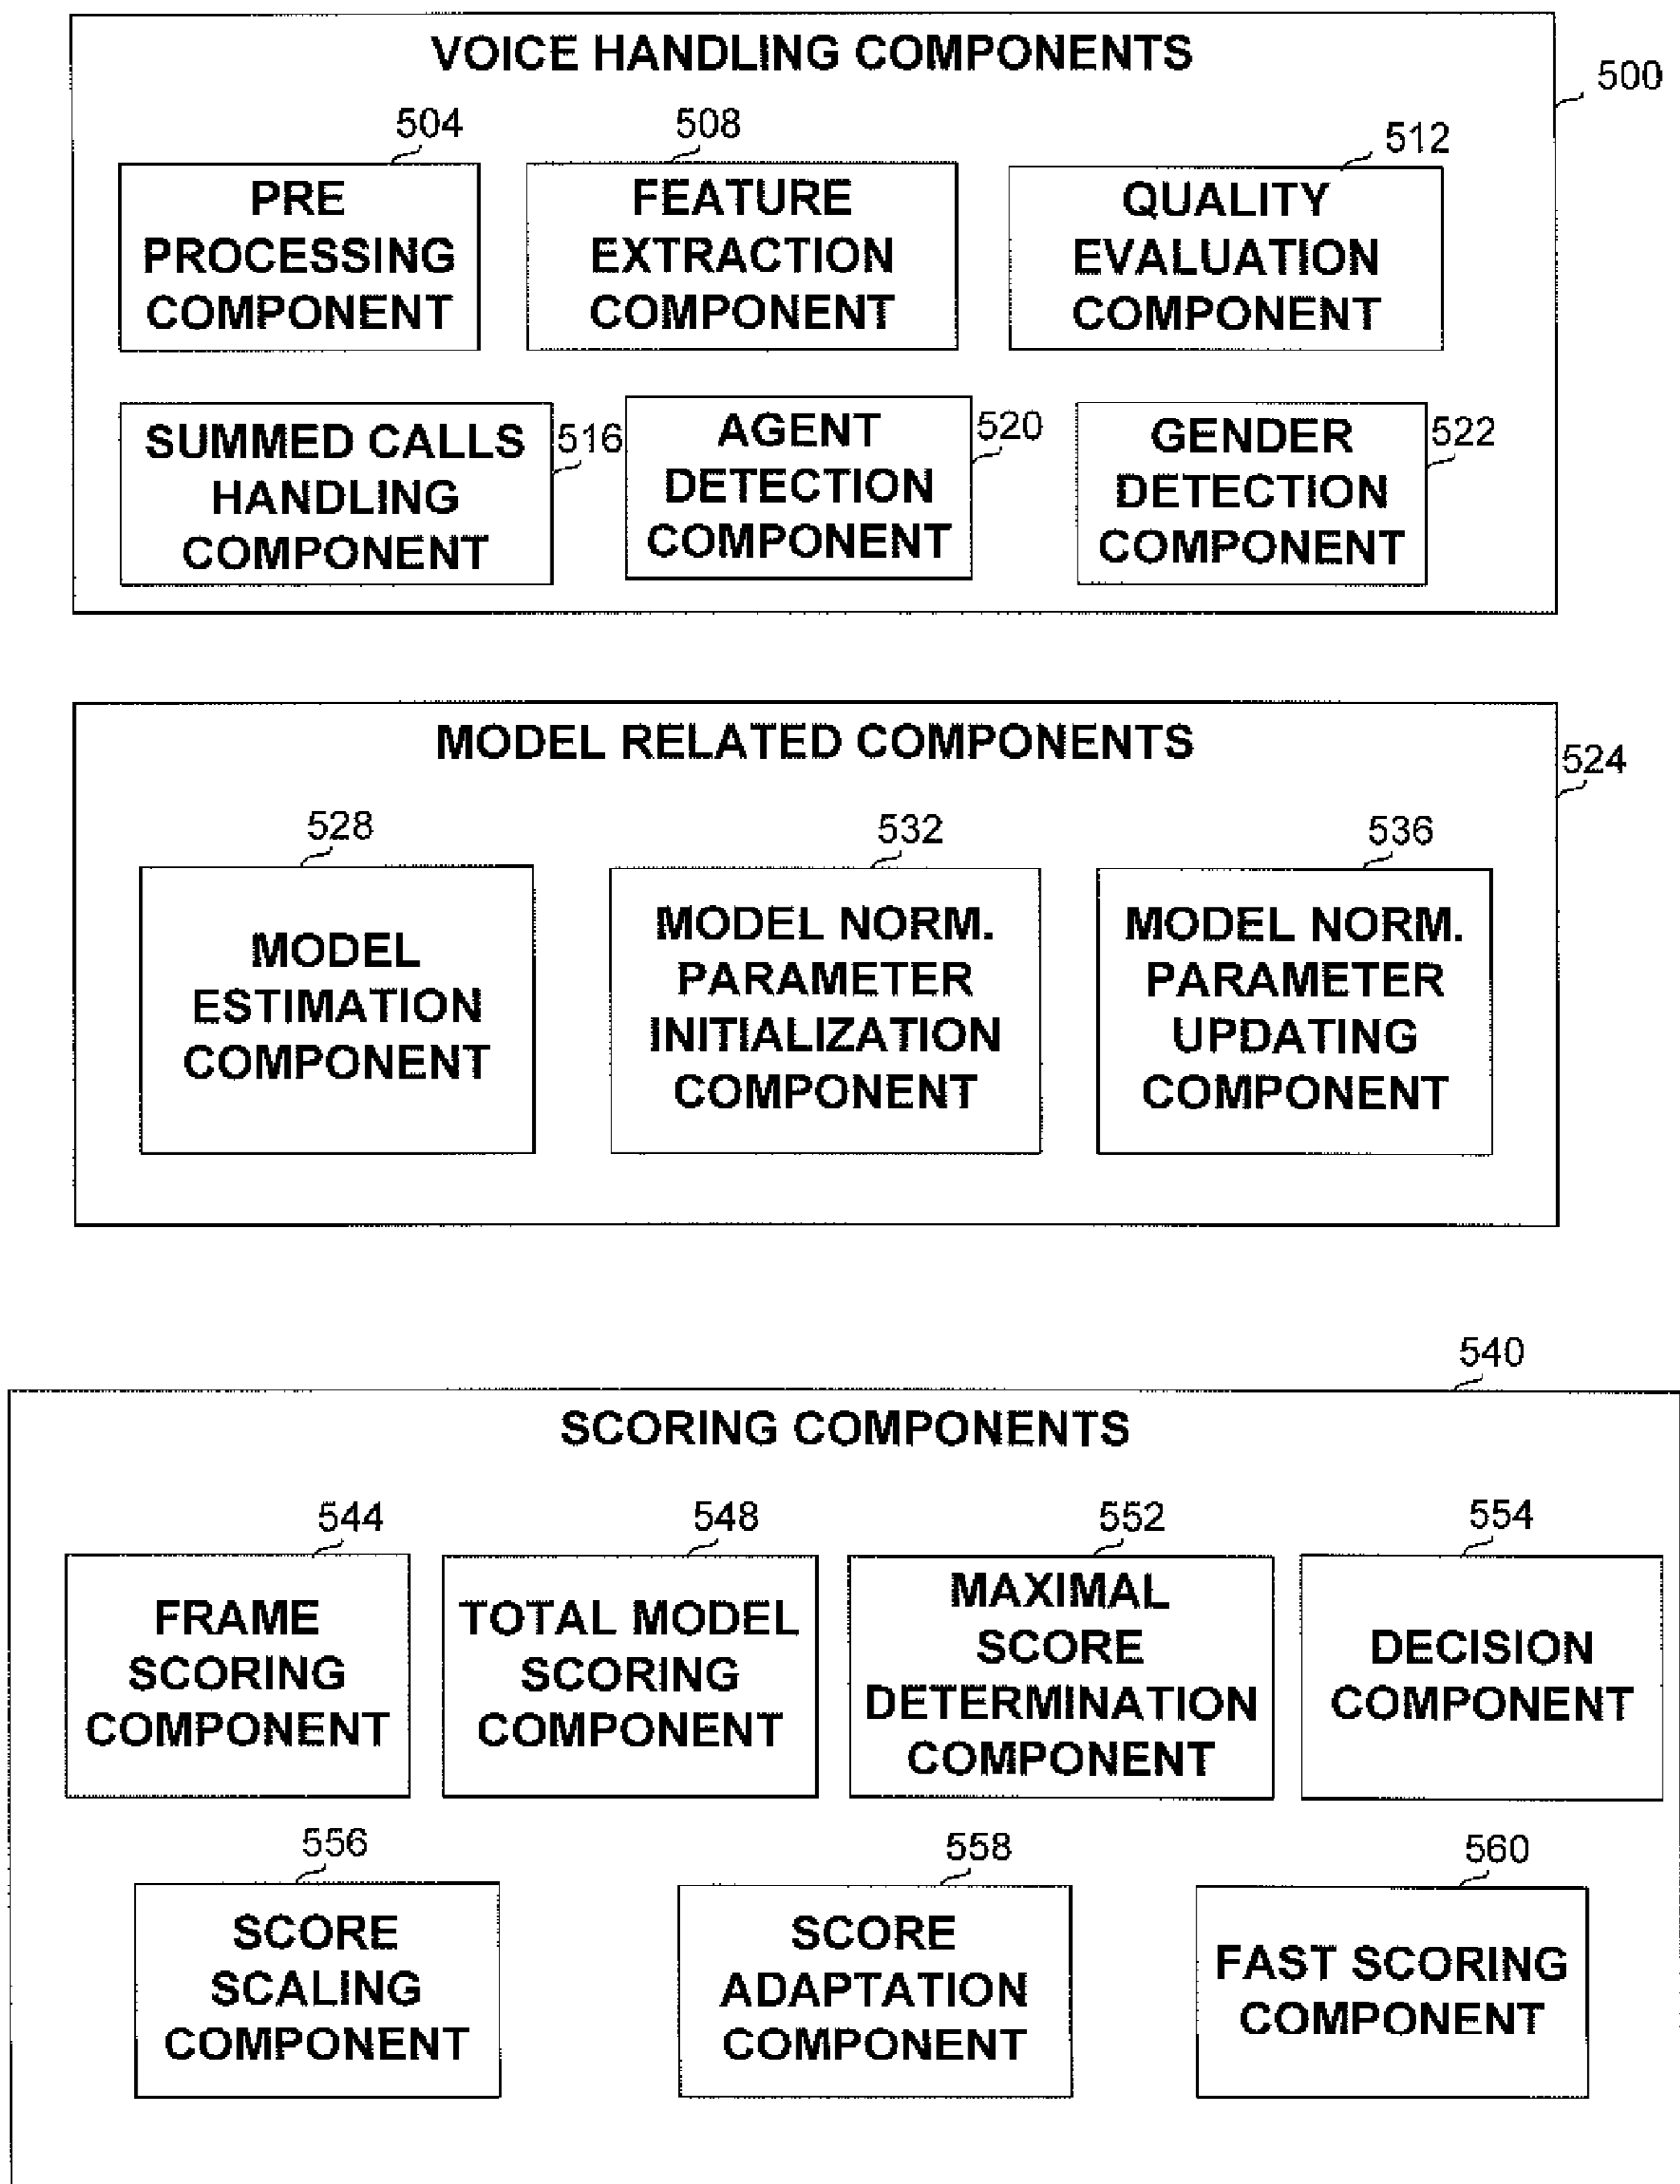 VOICE HANDLING COMPONENTS
500
504
PRE
PROCESSING
COMPONENT
508
FEATURE
EXTRACTION
COMPONENT
512
QUALITY
EVALUATION
COMPONENT
SUMMED CALLS
HANDLING
COMPONENT
516
AGENT
DETECTION
COMPONENT
520
GENDER
DETECTION
COMPONENT
522
MODEL RELATED COMPONENTS
524
528
MODEL
ESTIMATION
COMPONENT
532
MODEL NORM.
PARAMETER
INITIALIZATION
COMPONENT
536
MODEL NORM.
PARAMETER
UPDATING
COMPONENT
540
SCORING COMPONENTS
544
FRAME
SCORING
COMPONENT
548
TOTAL MODEL
SCORING
COMPONENT
552
MAXIMAL
SCORE
DETERMINATION
COMPONENT
554
DECISION
COMPONENT
556
SCORE
SCALING
COMPONENT
558
SCORE
ADAPTATION
COMPONENT
560
FAST SCORING
COMPONENT